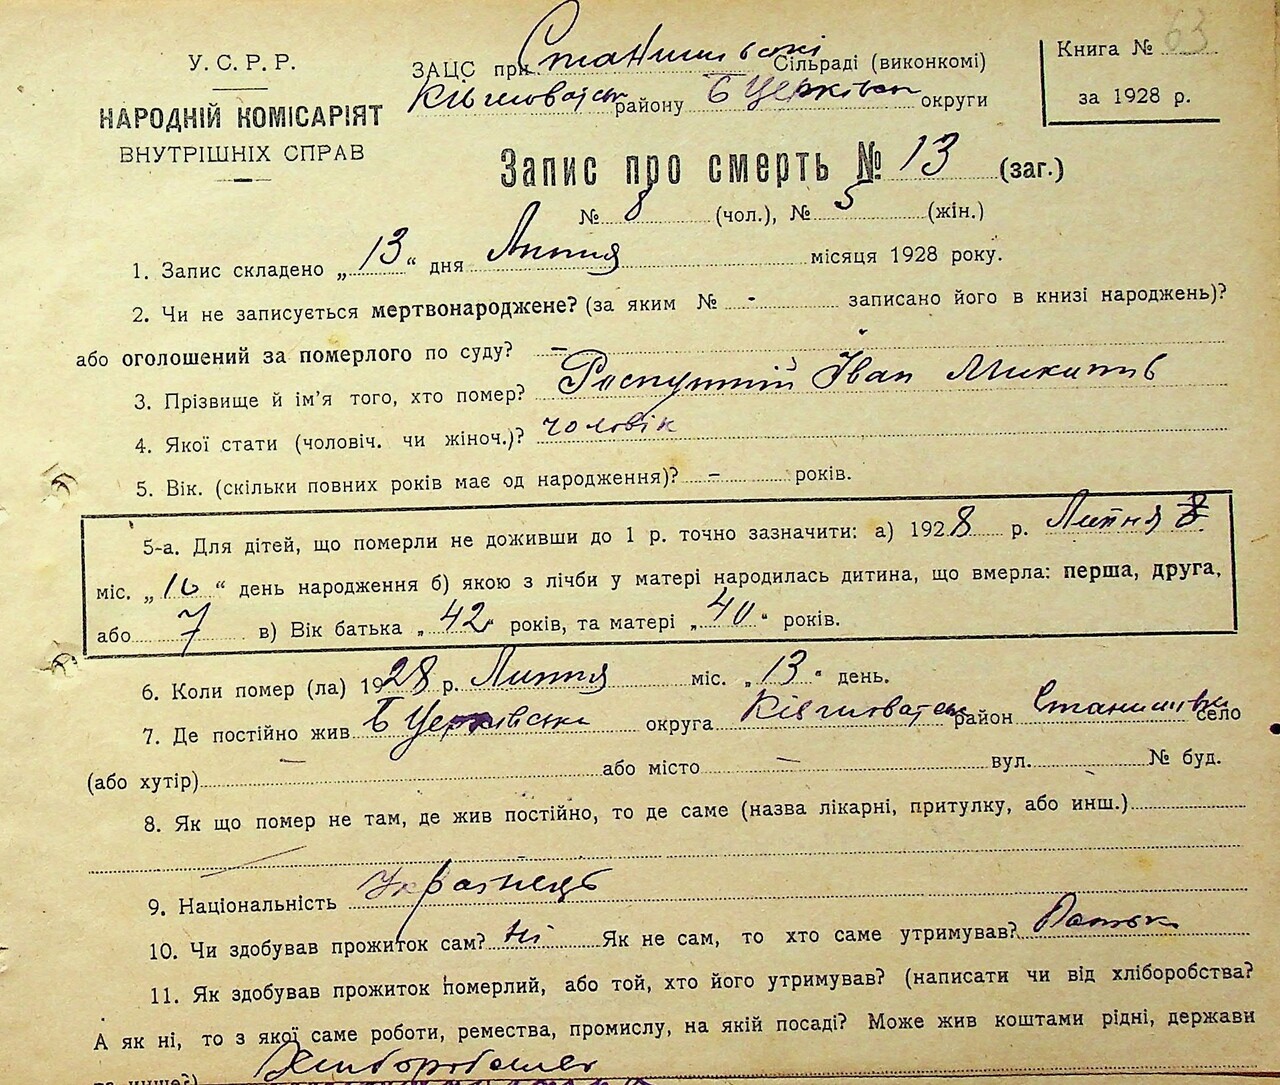 63
У. С. Р. Р.
НАРОДНІЙ КОМІСАРІЯТ
ВНУТРІШНІХ СПРАВ
ЗАЦС при Станишівські Сільраді (виконкомі)
району Б Церківськ округи
Книга №
за 1928 р.
Запис про смерть № 13 (заг.)
№ 8 (чол.), № 5 (жін.)
1. Запис складено „13“ дня Липня місяця 1928 року.
2. Чи не записується мертвонароджене? (за яким № - записано його в книзі народжень)?
або оголошений за померлого по суду? –
3. Прізвище й ім’я того, хто помер? Распутній Іван Микитів
4. Якої стати (чоловіч. чи жіноч.)? чоловік
5. Вік. (скільки повних років має од народження)? – років.
5-а. Для дітей, що померли не доживши до 1 р. точно зазначити: а) 1928 р. Липня
міс. „10“ день народження б) якою з лічби у матері народилась дитина, що вмерла: перша, друга,
або 7 в) Вік батька „42“ років, та матері „40“ років.
6. Коли помер (ла) 1928 р. Липня міс. „13“ день.
7. Де постійно жив Б Церківська округа район Станишівка село
(або хутір) – або місто – вул. № буд.
8. Як що помер не там, де жив постійно, то де саме (назва лікарні, притулку, або инш.)
9. Національність Українець
10. Чи здобував прожиток сам? Ні Як не сам, то хто саме утримував? Батьки
11. Як здобував прожиток померлий, або той, хто його утримував? (написати чи від хліборобства?
А як ні, то з якої саме роботи, ремества, промислу, на якій посаді? Може жив коштами рідні, держави
та инше?) Хліборобством